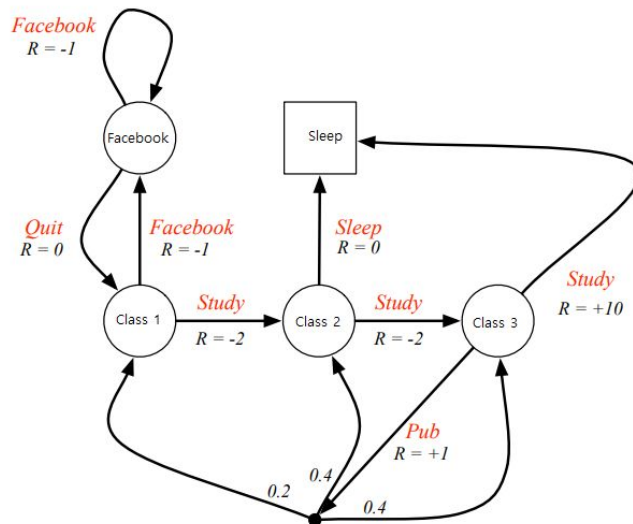 Facebook
R = -1
Facebook
Sleep
Quit
R = 0
Facebook
R = -1
Sleep
R = 0
Class 1
Study
R = -2
Class 2
Study
R = -2
Class 3
Study
R = +10
Pub
R = +1
0.2
0.4
0.4